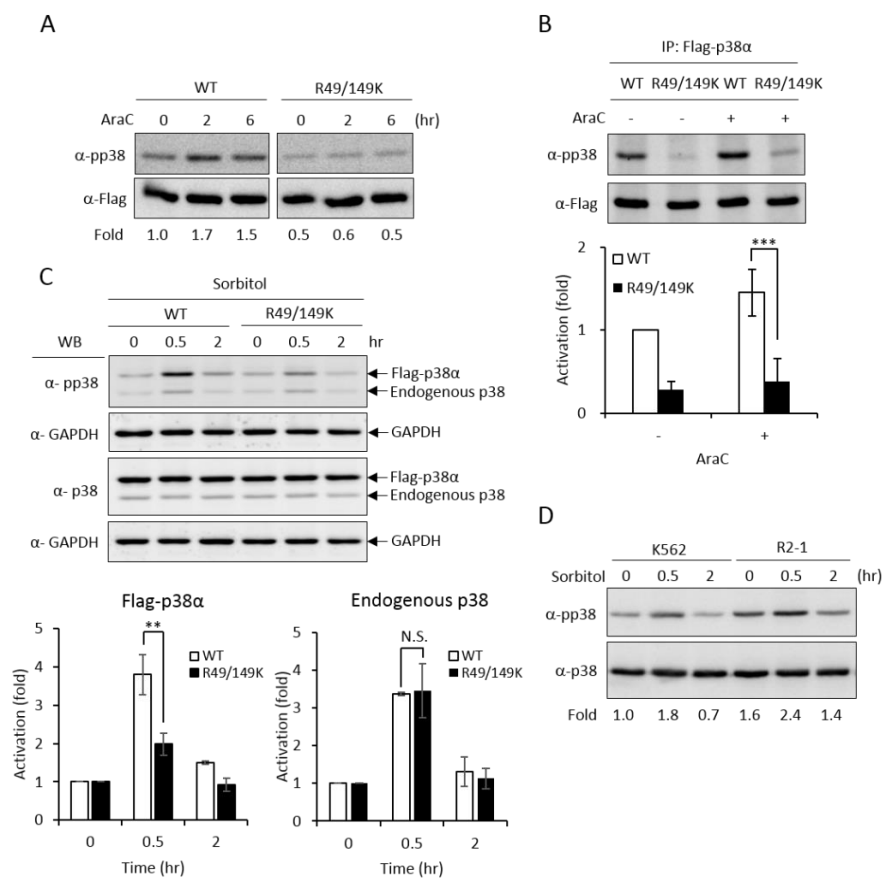 A
WT R49/149K
AraC 0 2 6 0 2 6 (hr)
α-pp38
α-Flag
Fold 1.0 1.7 1.5 0.5 0.6 0.5
B
IP: Flag-p38α
WT R49/149K WT R49/149K
AraC - - + +
α-pp38
α-Flag
***
WT
R49/149K
Activation (fold)
2
1
0
- +
AraC
C
Sorbitol
WT R49/149K
WB 0 0.5 2 0 0.5 2 hr
α- pp38
Flag-p38α
Endogenous p38
α- GAPDH GAPDH
α- p38
Flag-p38α
Endogenous p38
α- GAPDH GAPDH
Flag-p38α
**
WT
R49/149K
Activation (fold)
5
4
3
2
1
0
0 0.5 2
Time (hr)
Endogenous p38
N.S.
WT
R49/149K
Activation (fold)
5
4
3
2
1
0
0 0.5 2
Time (hr)
D
K562 R2-1
Sorbitol 0 0.5 2 0 0.5 2 (hr)
α-pp38
α-p38
Fold 1.0 1.8 0.7 1.6 2.4 1.4